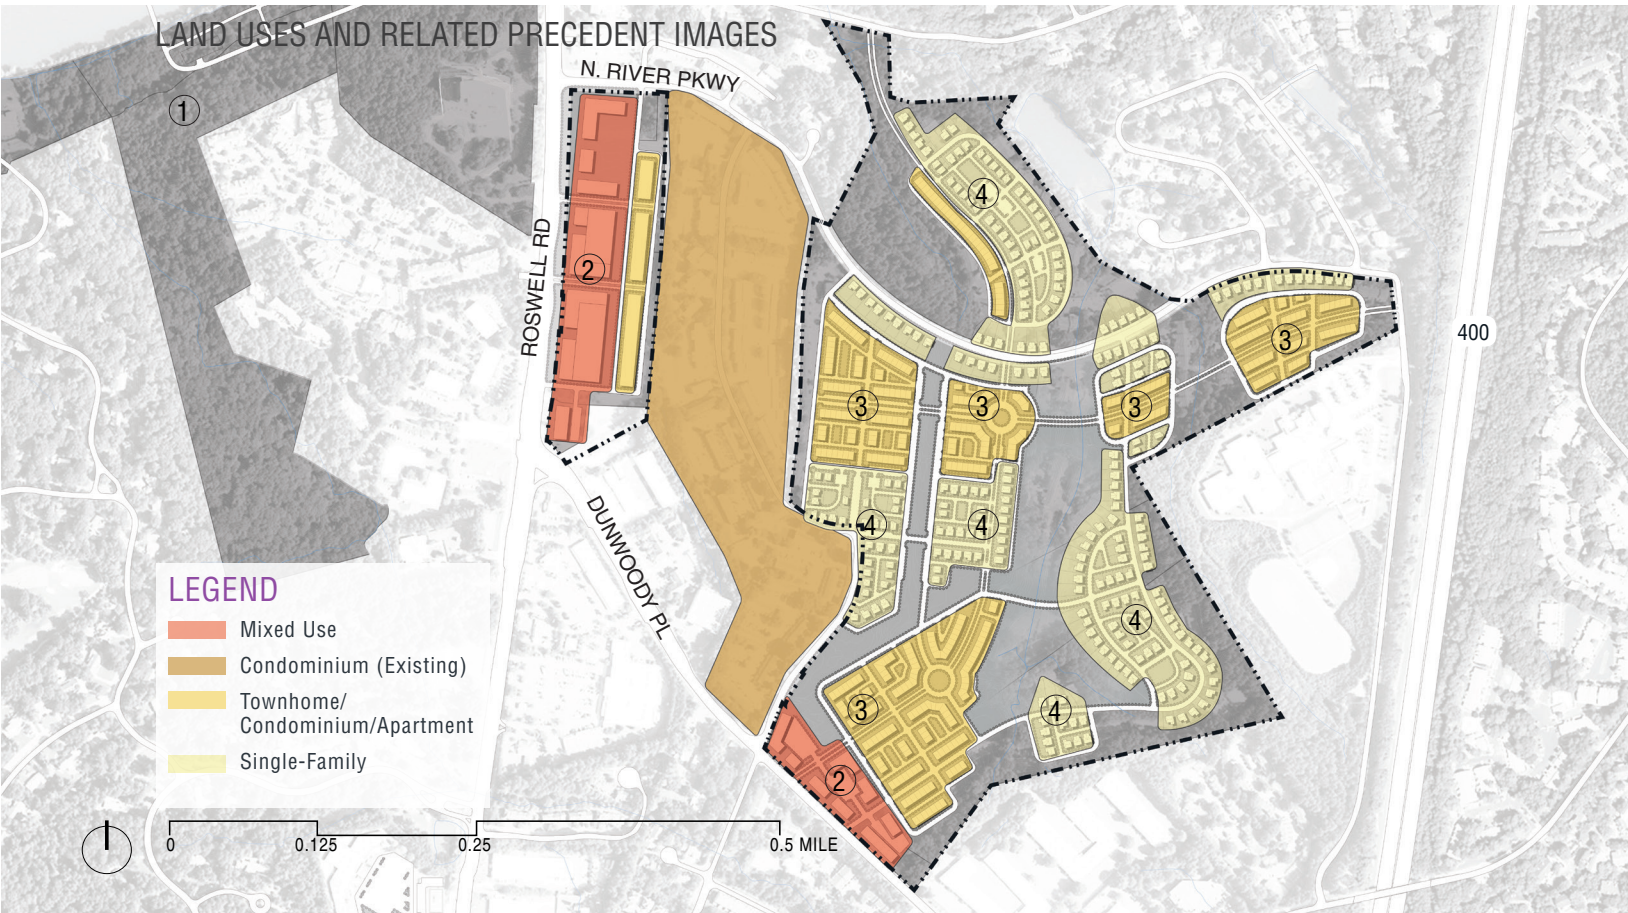 LAND USES AND RELATED PRECEDENT IMAGES
N. RIVER PKWY
1
4
ROSWELL RD
2
3
400
3
3
3
4
4
DUNWOODY PL
LEGEND
Mixed Use
Condominium (Existing)
Townhome/
Condominium/Apartment
Single-Family
4
3
4
2
0
0.125
0.25
0.5 MILE